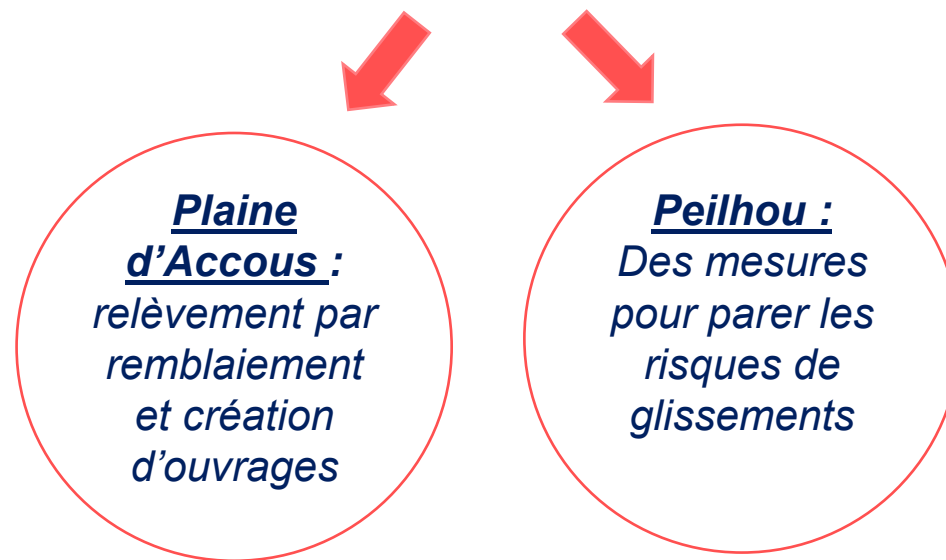 Plaine
d’Accous :
relèvement par
remblaiement
et création
d’ouvrages
Peilhou :
Des mesures
pour parer les
risques de
glissements